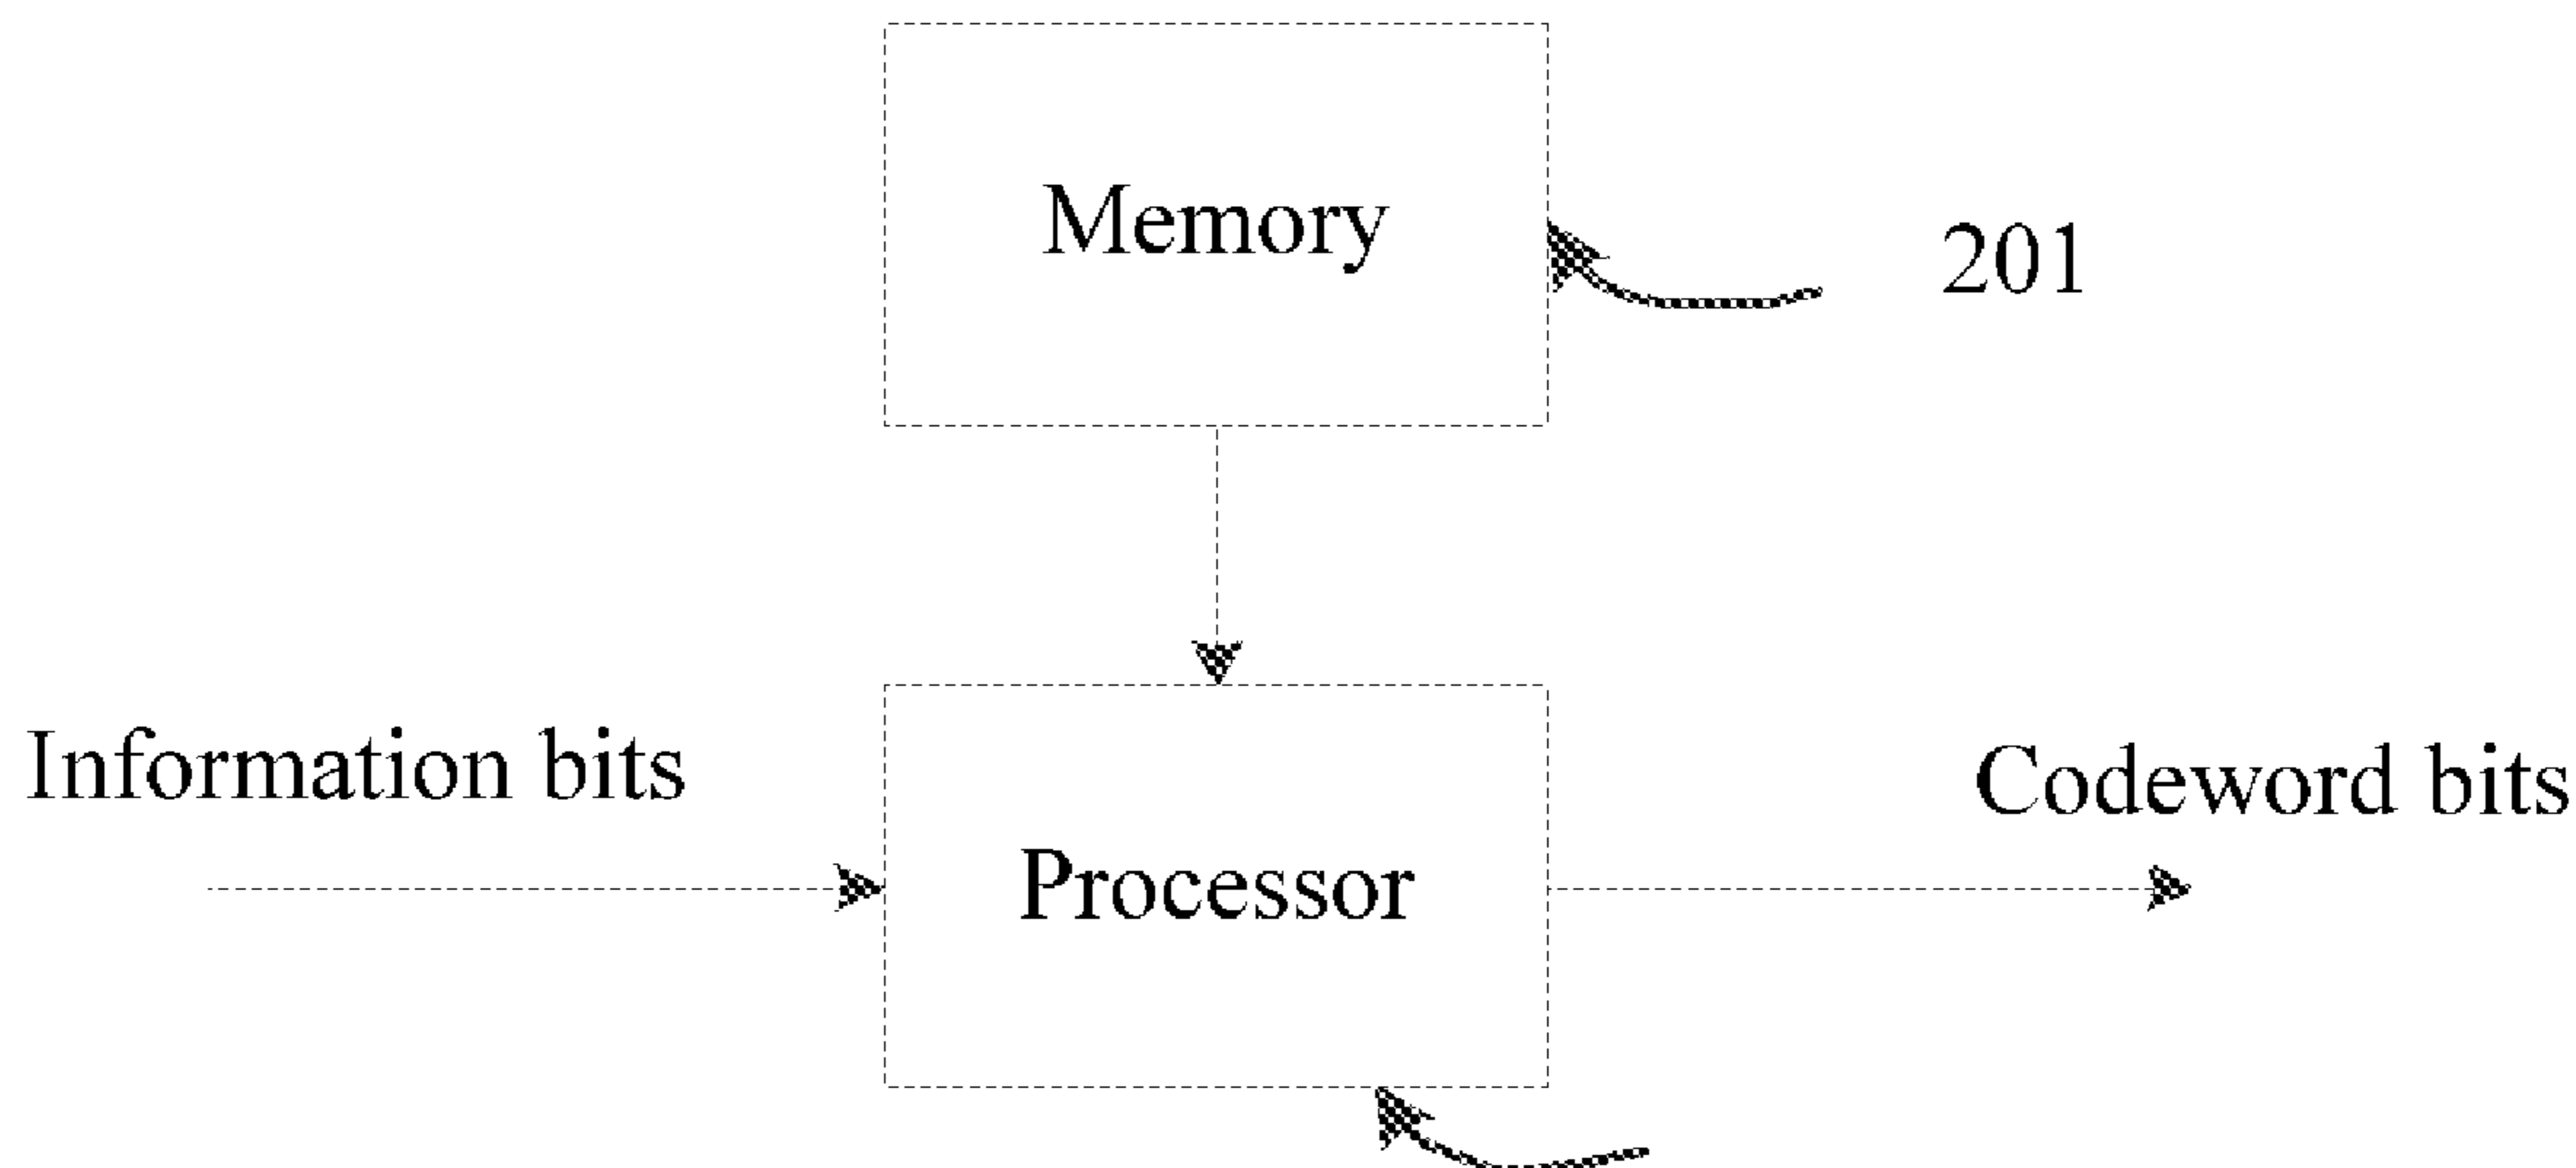 Memory
201
Information bits
Codeword bits
Processor